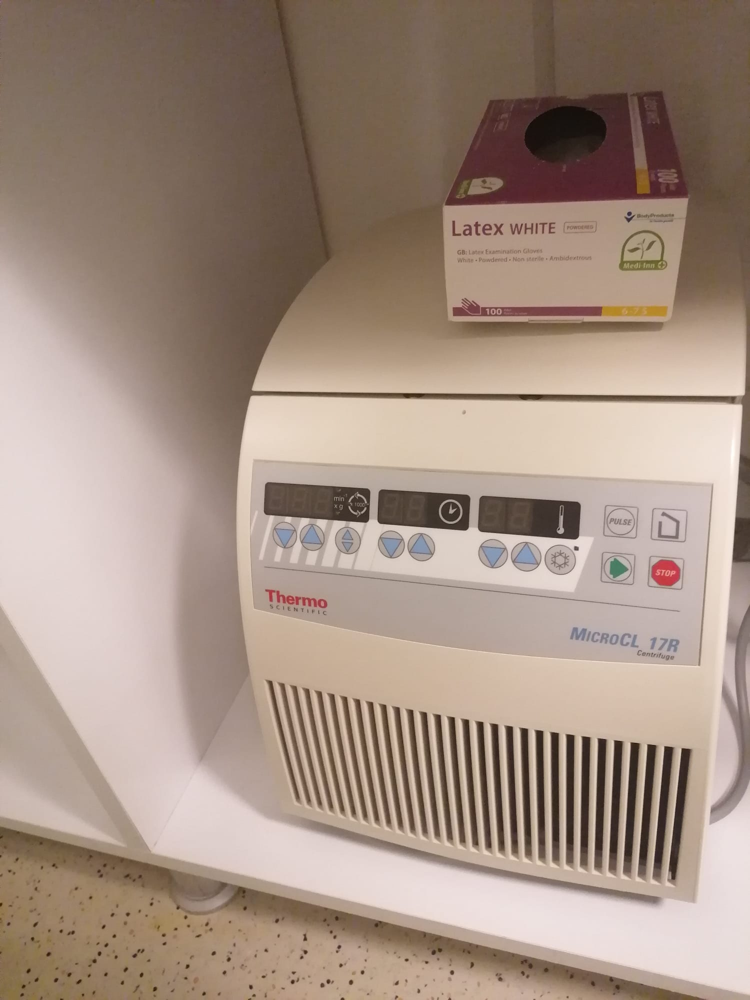 100
Latex WHITE POWDERED
BodyProducts
GB: Latex Examination Gloves
White • Powdered • Non sterile • Ambidextrous
Medi-Inn
100
6-7.5
min⁻¹
x g
x 1000
PULSE
STOP
Thermo
SCIENTIFIC
MICROCL 17R
Centrifuge